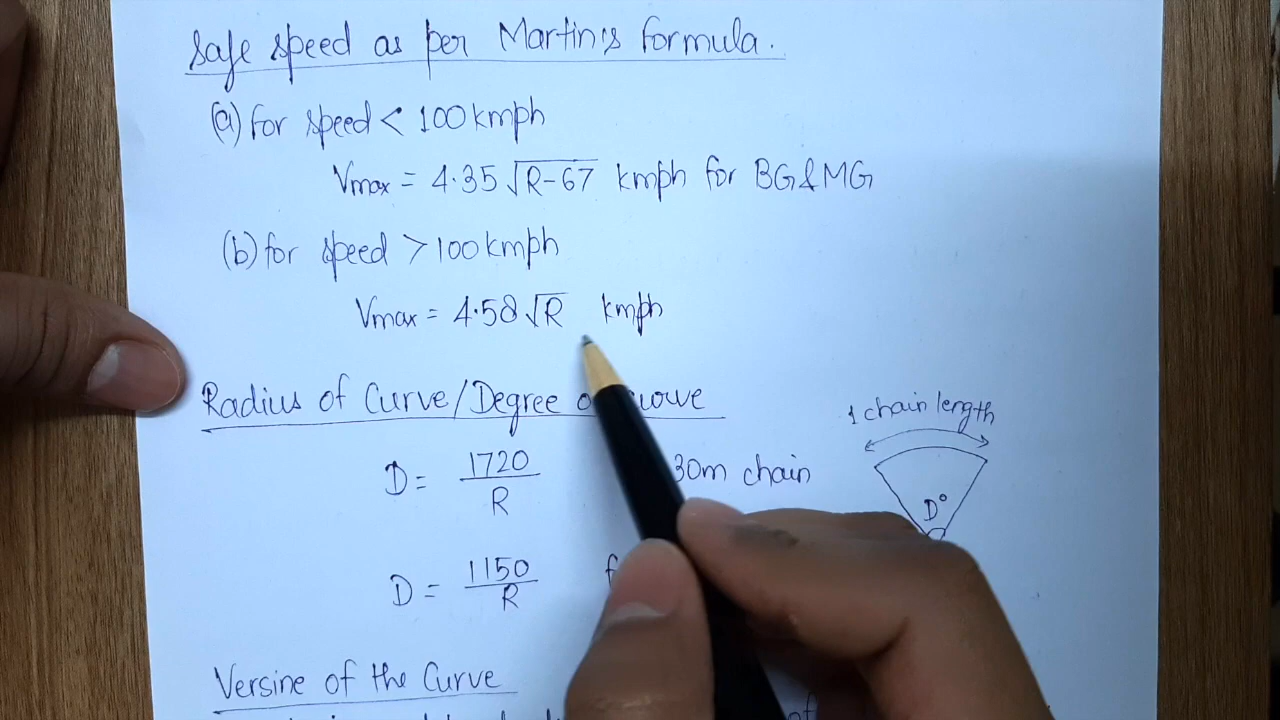 Safe speed as per Martin's formula.
(a) For speed < 100 kmph
Vmax = 4.35 √R-67 kmph for BG & MG
(b) for speed > 100 kmph
Vmax = 4.58 √R kmph
Radius of Curve/Degree
1 chain length
D = 1720/R 30m chain
D°
D = 1150/R
Versine of the Curve
of